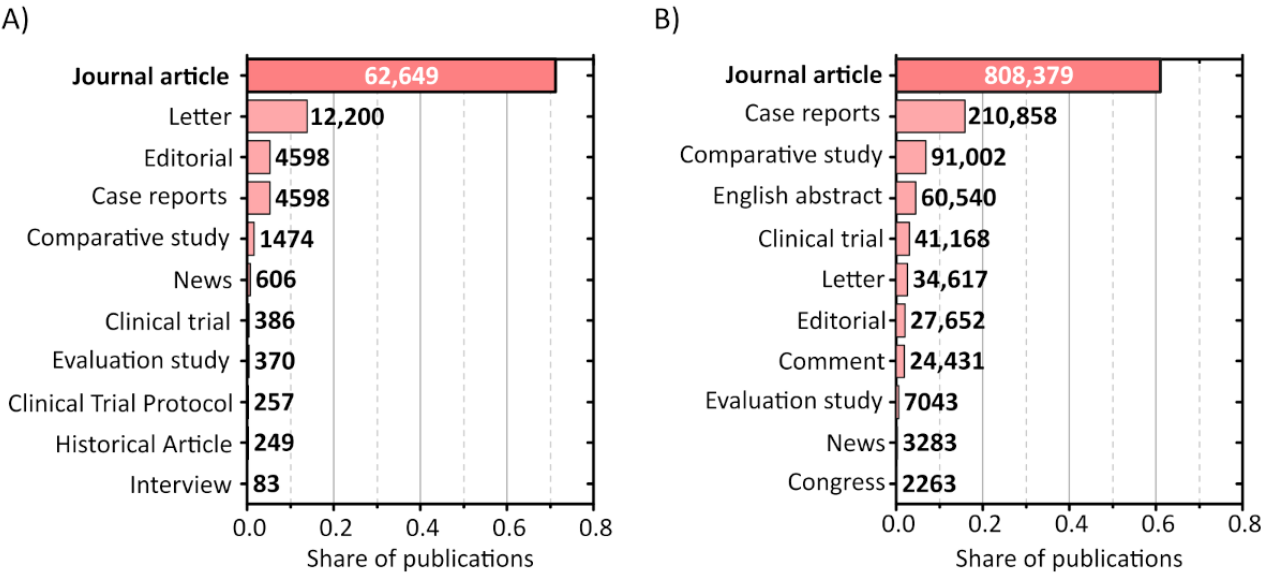 A)
Journal article 62,649
Letter 12,200
Editorial 4598
Case reports 4598
Comparative study 1474
News 606
Clinical trial 386
Evaluation study 370
Clinical Trial Protocol 257
Historical Article 249
Interview 83
0.0 0.2 0.4 0.6 0.8
Share of publications
B)
Journal article 808,379
Case reports 210,858
Comparative study 91,002
English abstract 60,540
Clinical trial 41,168
Letter 34,617
Editorial 27,652
Comment 24,431
Evaluation study 7043
News 3283
Congress 2263
0.0 0.2 0.4 0.6 0.8
Share of publications